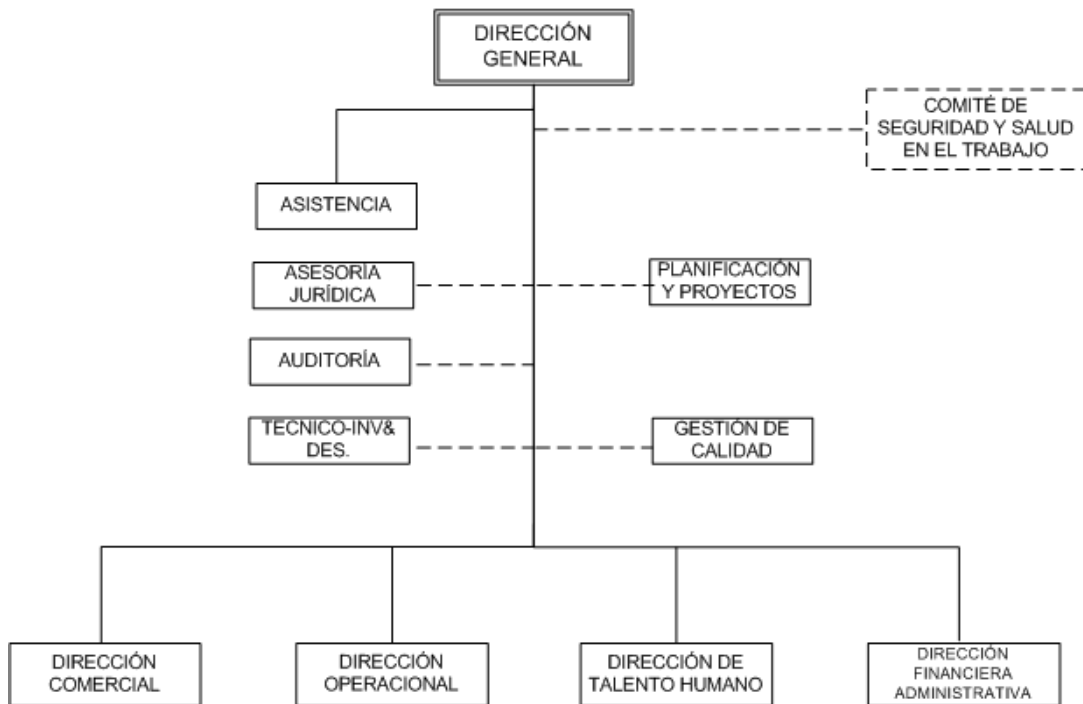 DIRECCIÓN
GENERAL
COMITÉ DE
SEGURIDAD Y SALUD
EN EL TRABAJO
ASISTENCIA
ASESORÍA
JURÍDICA
PLANIFICACIÓN
Y PROYECTOS
AUDITORÍA
TECNICO-INV&
DES.
GESTIÓN DE
CALIDAD
DIRECCIÓN
COMERCIAL
DIRECCIÓN
OPERACIONAL
DIRECCIÓN DE
TALENTO HUMANO
DIRECCIÓN
FINANCIERA
ADMINISTRATIVA